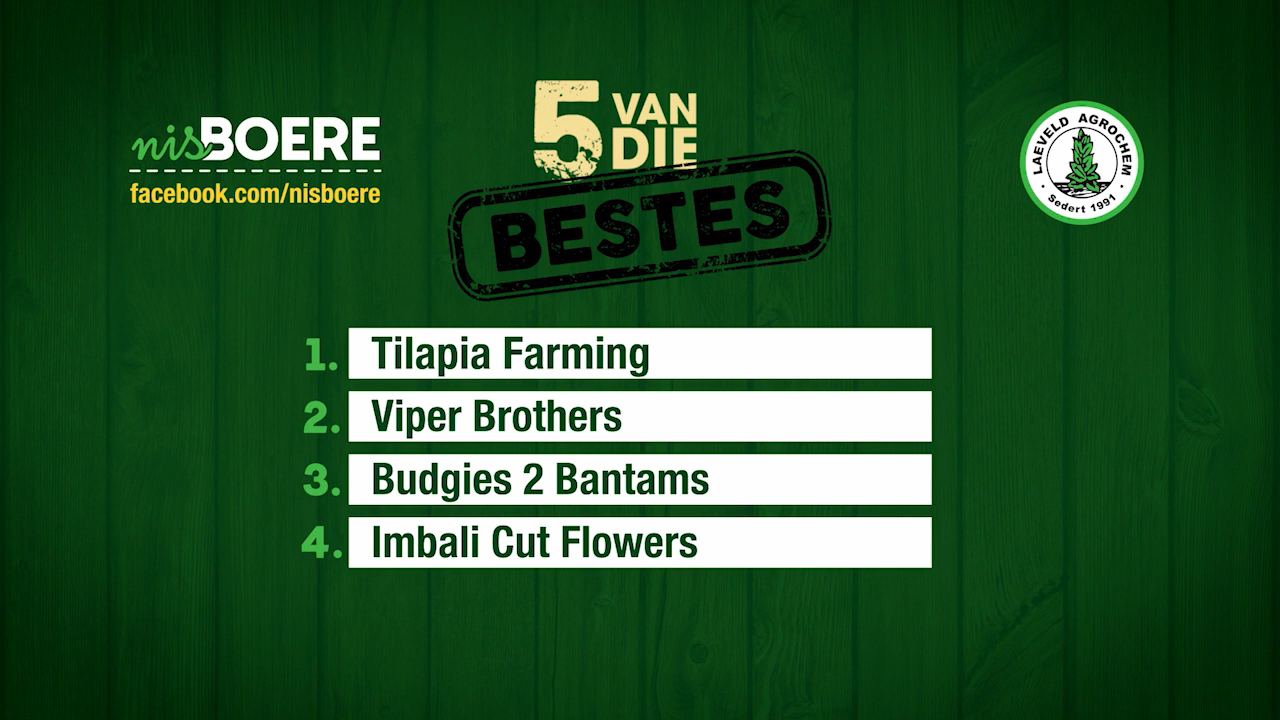 nisBOERE
facebook.com/nisboere
5 VAN
DIE
BESTES
LAEVELD AGROCHEM
· Sedert 1991 ·
1. Tilapia Farming
2. Viper Brothers
3. Budgies 2 Bantams
4. Imbali Cut Flowers